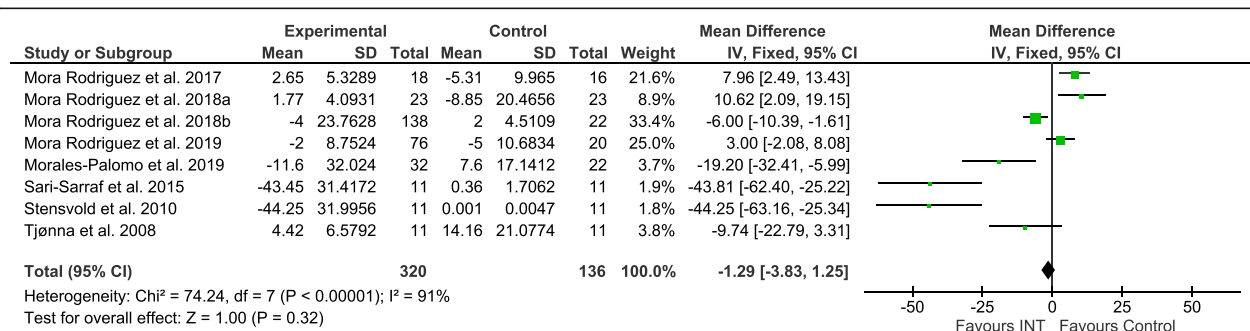 Experimental Control Mean Difference Mean Difference
Study or Subgroup Mean SD Total Mean SD Total Weight IV, Fixed, 95% CI IV, Fixed, 95% CI
Mora Rodriguez et al. 2017 2.65 5.3289 18 -5.31 9.965 16 21.6% 7.96 [2.49, 13.43]
Mora Rodriguez et al. 2018a 1.77 4.0931 23 -8.85 20.4656 23 8.9% 10.62 [2.09, 19.15]
Mora Rodriguez et al. 2018b -4 23.7628 138 2 4.5109 22 33.4% -6.00 [-10.39, -1.61]
Mora Rodriguez et al. 2019 -2 8.7524 76 -5 10.6834 20 25.0% 3.00 [-2.08, 8.08]
Morales-Palomo et al. 2019 -11.6 32.024 32 7.6 17.1412 22 3.7% -19.20 [-32.41, -5.99]
Sari-Sarraf et al. 2015 -43.45 31.4172 11 0.36 1.7062 11 1.9% -43.81 [-62.40, -25.22]
Stensvold et al. 2010 -44.25 31.9956 11 0.001 0.0047 11 1.8% -44.25 [-63.16, -25.34]
Tjønna et al. 2008 4.42 6.5792 11 14.16 21.0774 11 3.8% -9.74 [-22.79, 3.31]
Total (95% CI) 320 136 100.0% -1.29 [-3.83, 1.25]
Heterogeneity: Chi² = 74.24, df = 7 (P < 0.00001); I² = 91%
Test for overall effect: Z = 1.00 (P = 0.32)
-50 -25 0 25 50
Favours INT Favours Control